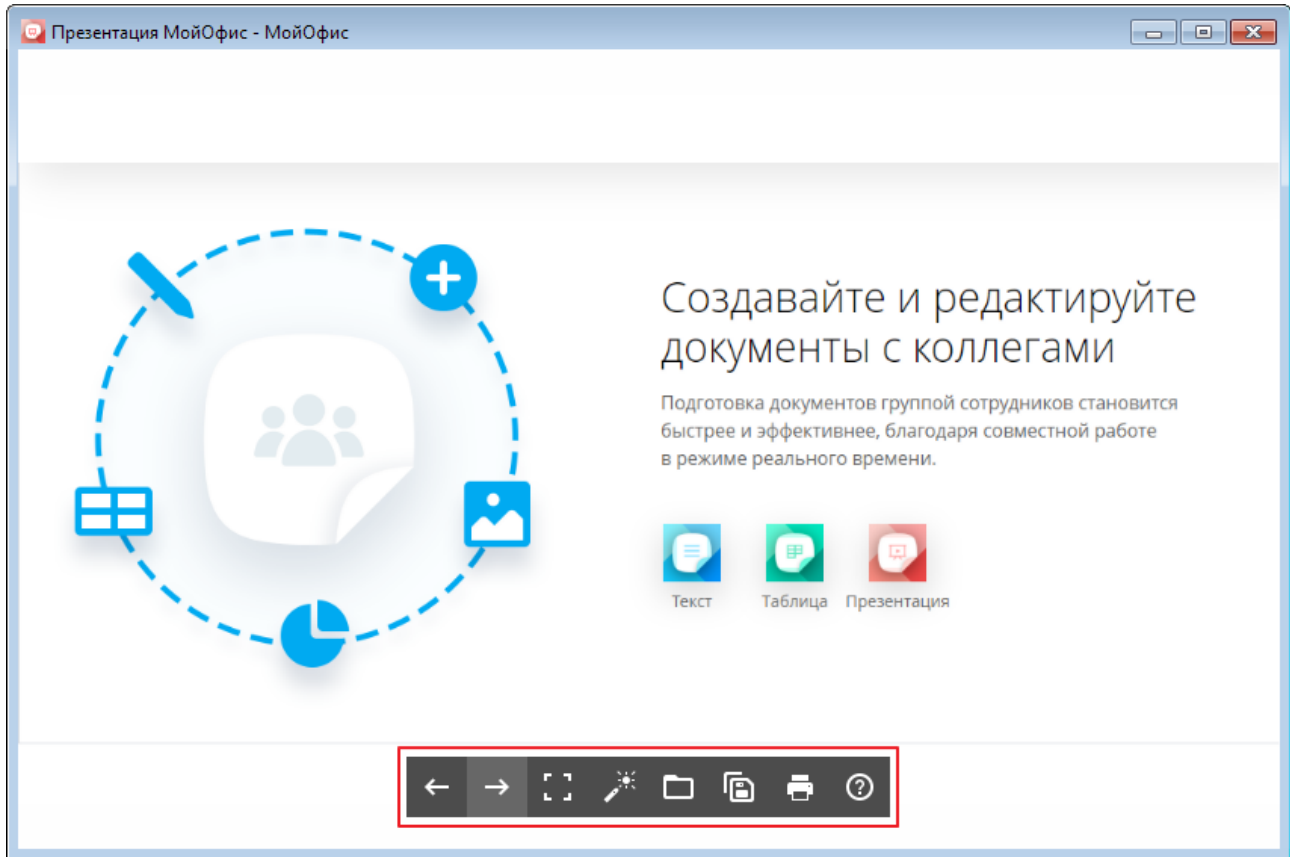 Презентация МойОфис - МойОфис
Создавайте и редактируйте
документы с коллегами
Подготовка документов группой сотрудников становится
быстрее и эффективнее, благодаря совместной работе
в режиме реального времени.
Текст Таблица Презентация